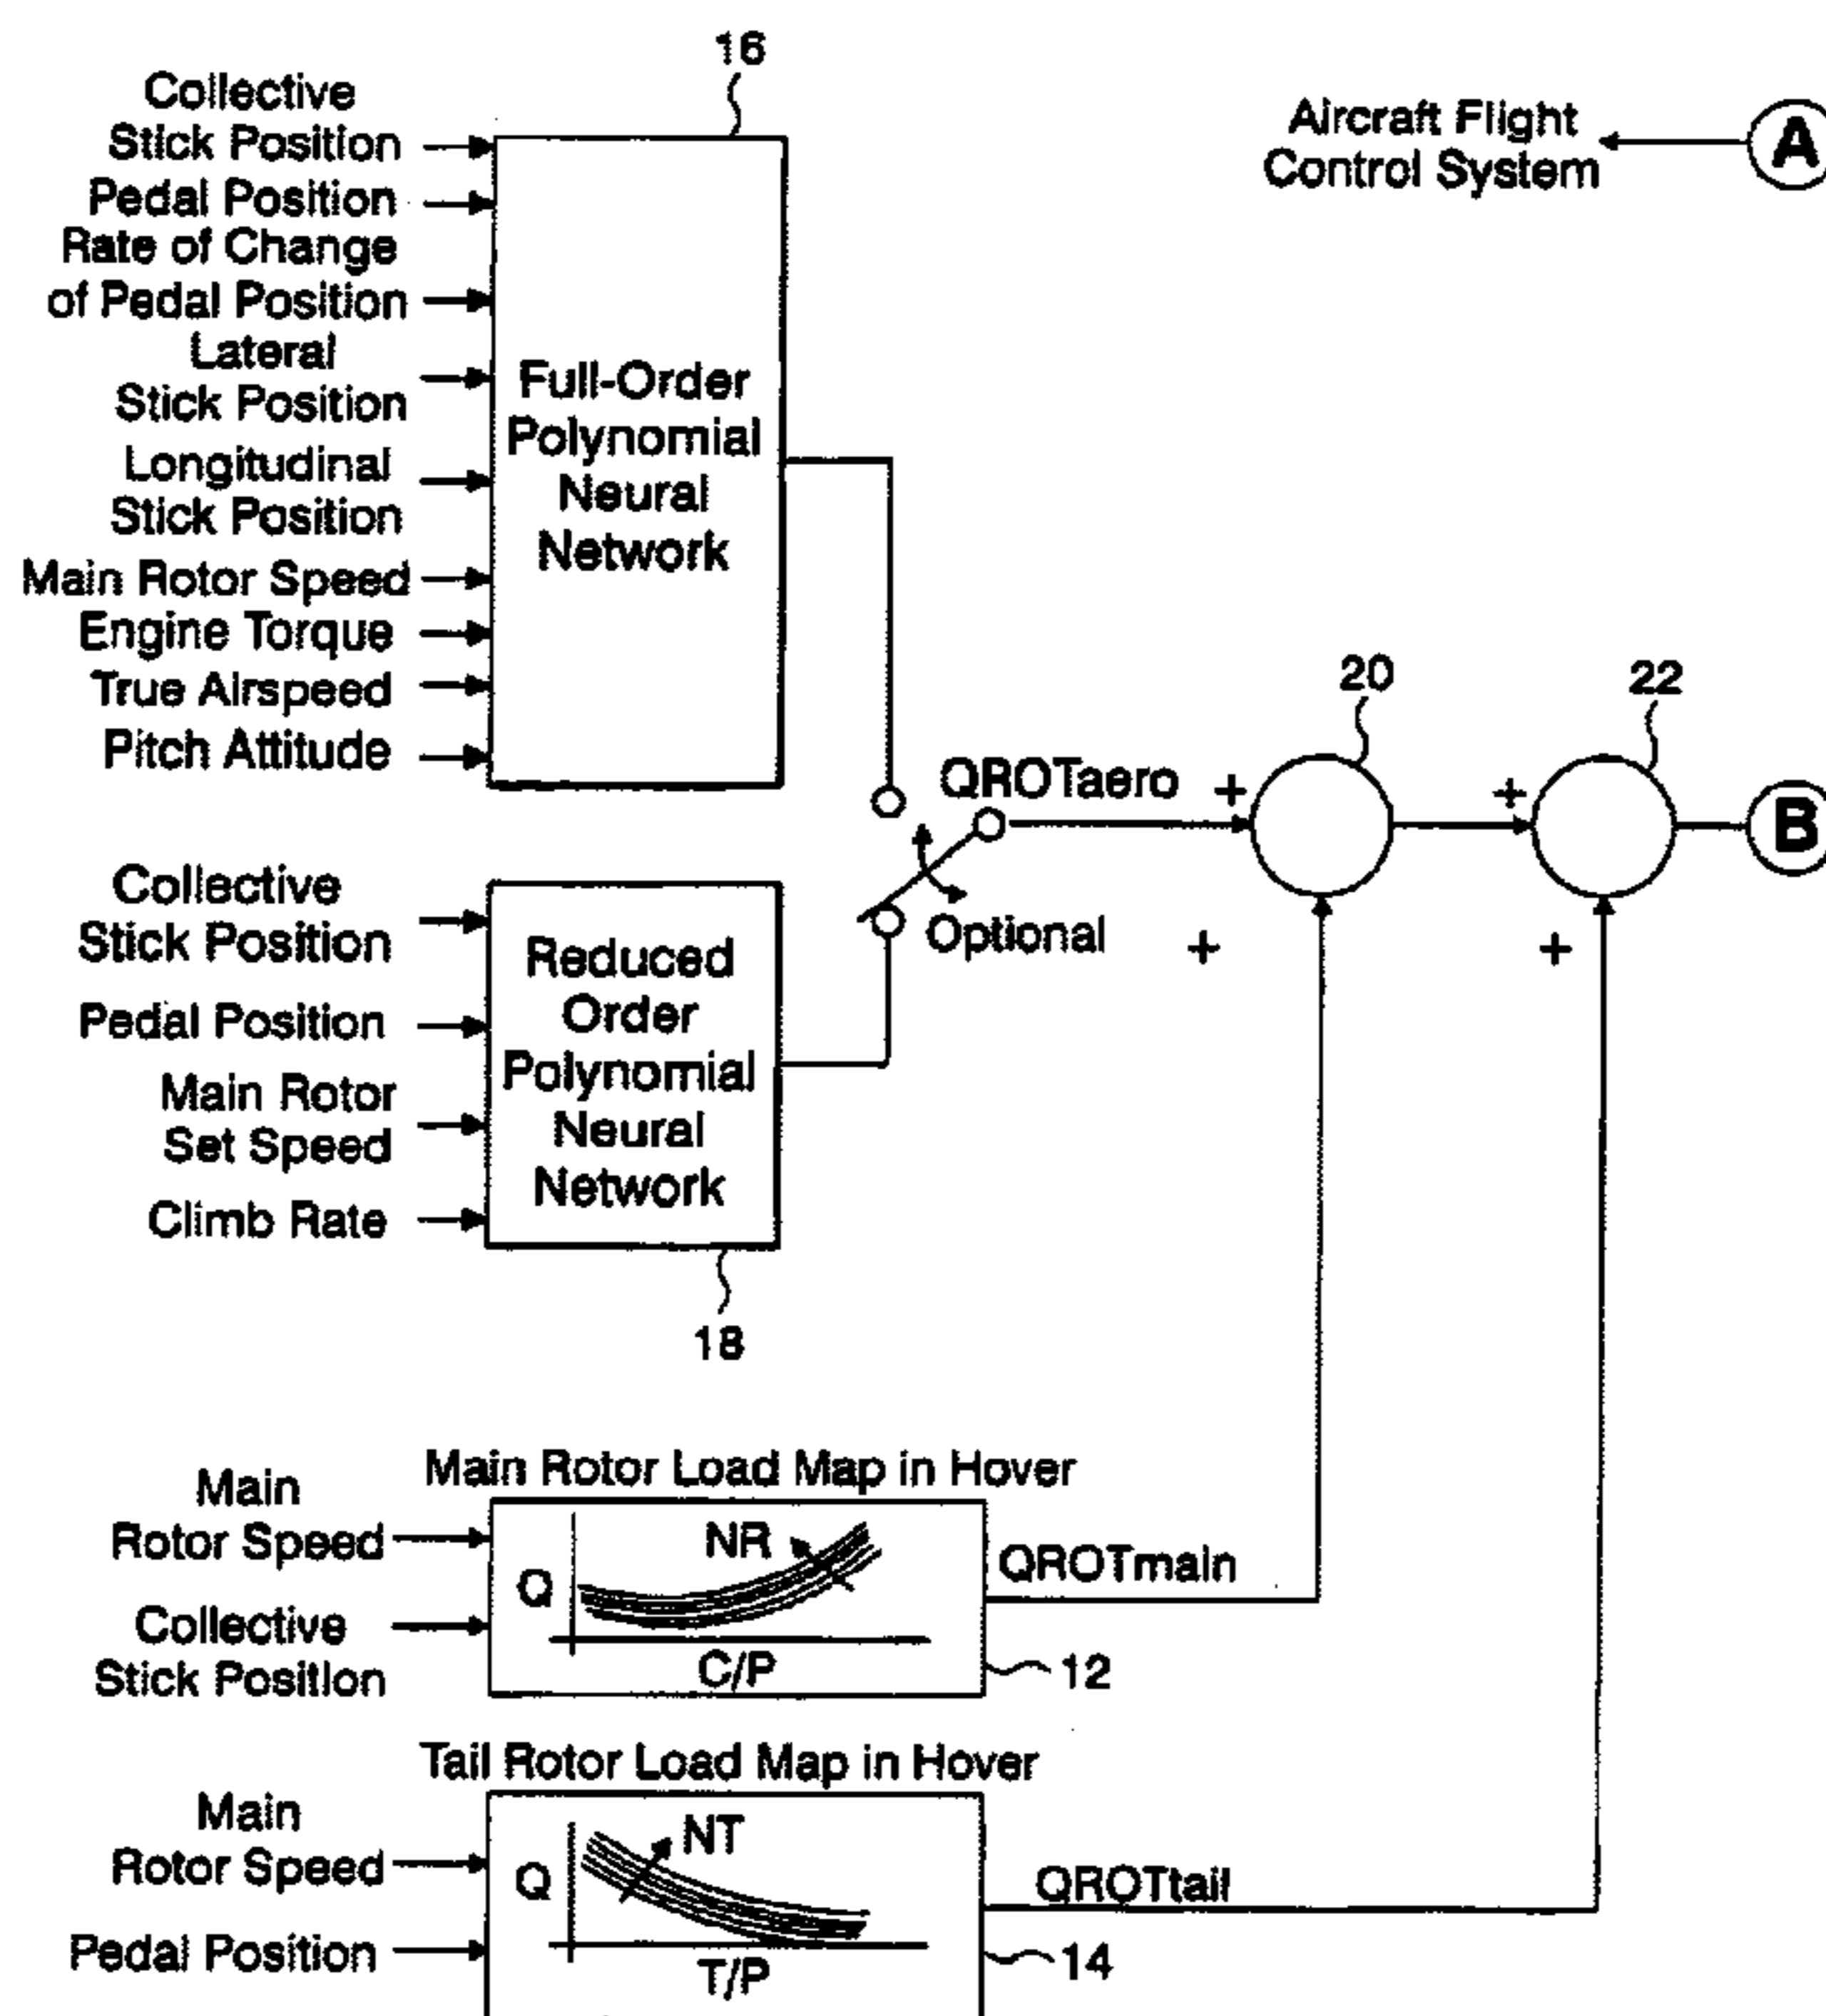 16
Collective
Stick Position
Pedal Position
Rate of Change
of Pedal Position
Lateral
Stick Position
Longitudinal
Stick Position
Main Rotor Speed
Engine Torque
True Airspeed
Pitch Attitude
Full-Order
Polynomial
Neural
Network
Aircraft Flight
Control System
A
20
22
QROTaero
+
+
B
Optional
+
+
Collective
Stick Position
Pedal Position
Main Rotor
Set Speed
Climb Rate
Reduced
Order
Polynomial
Neural
Network
18
Main Rotor Load Map in Hover
Main
Rotor Speed
Collective
Stick Position
Q
NR
C/P
QROTmain
12
Tail Rotor Load Map in Hover
Main
Rotor Speed
Pedal Position
Q
NT
T/P
QROTtail
14